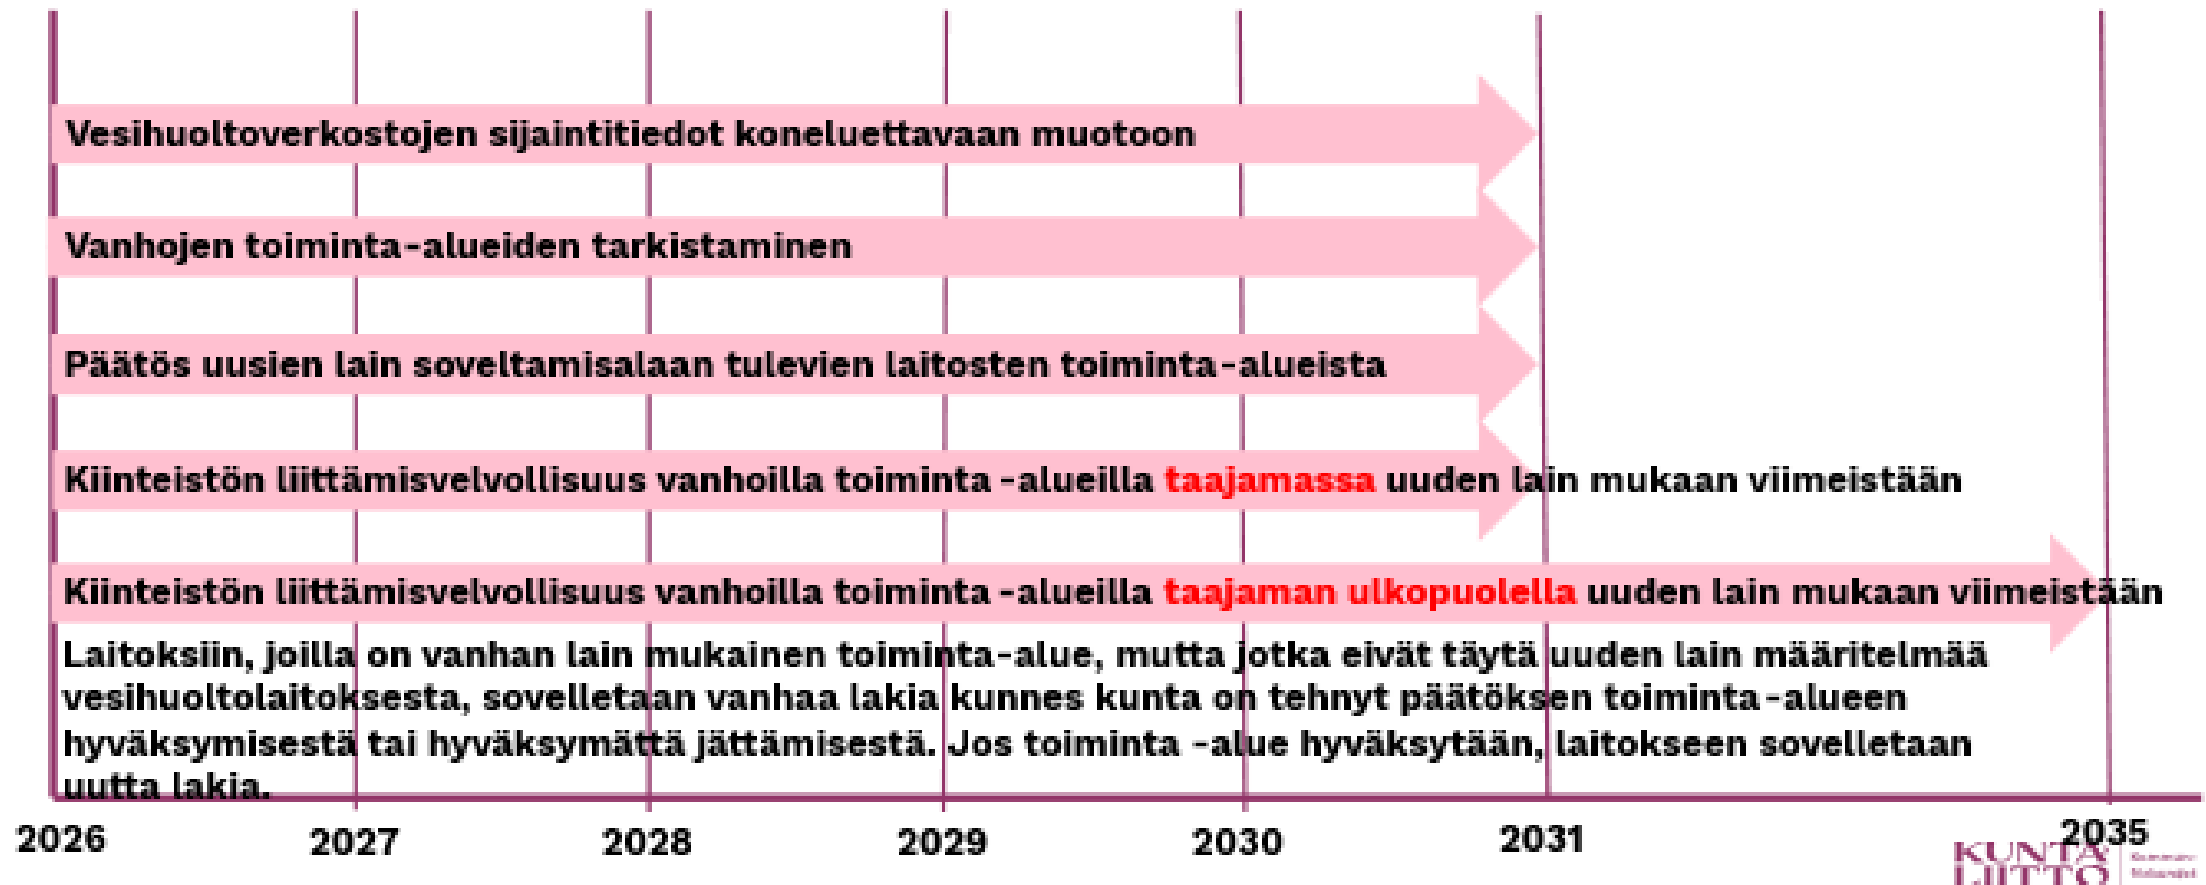 Vesihuoltoverkostojen sijaintitiedot koneluettavaan muotoon
Vanhojen toiminta-alueiden tarkistaminen
Päätös uusien lain soveltamisalaan tulevien laitosten toiminta-alueista
Kiinteistön liittämisvelvollisuus vanhoilla toiminta-alueilla taajamassa uuden lain mukaan viimeistään
Kiinteistön liittämisvelvollisuus vanhoilla toiminta-alueilla taajaman ulkopuolella uuden lain mukaan viimeistään
Laitoksiin, joilla on vanhan lain mukainen toiminta-alue, mutta jotka eivät täytä uuden lain määritelmää
vesihuoltolaitoksesta, sovelletaan vanhaa lakia kunnes kunta on tehnyt päätöksen toiminta-alueen
hyväksymisestä tai hyväksymättä jättämisestä. Jos toiminta-alue hyväksytään, laitokseen sovelletaan
uutta lakia.
2026 2027 2028 2029 2030 2031 2035
KUNTA
LIITTO